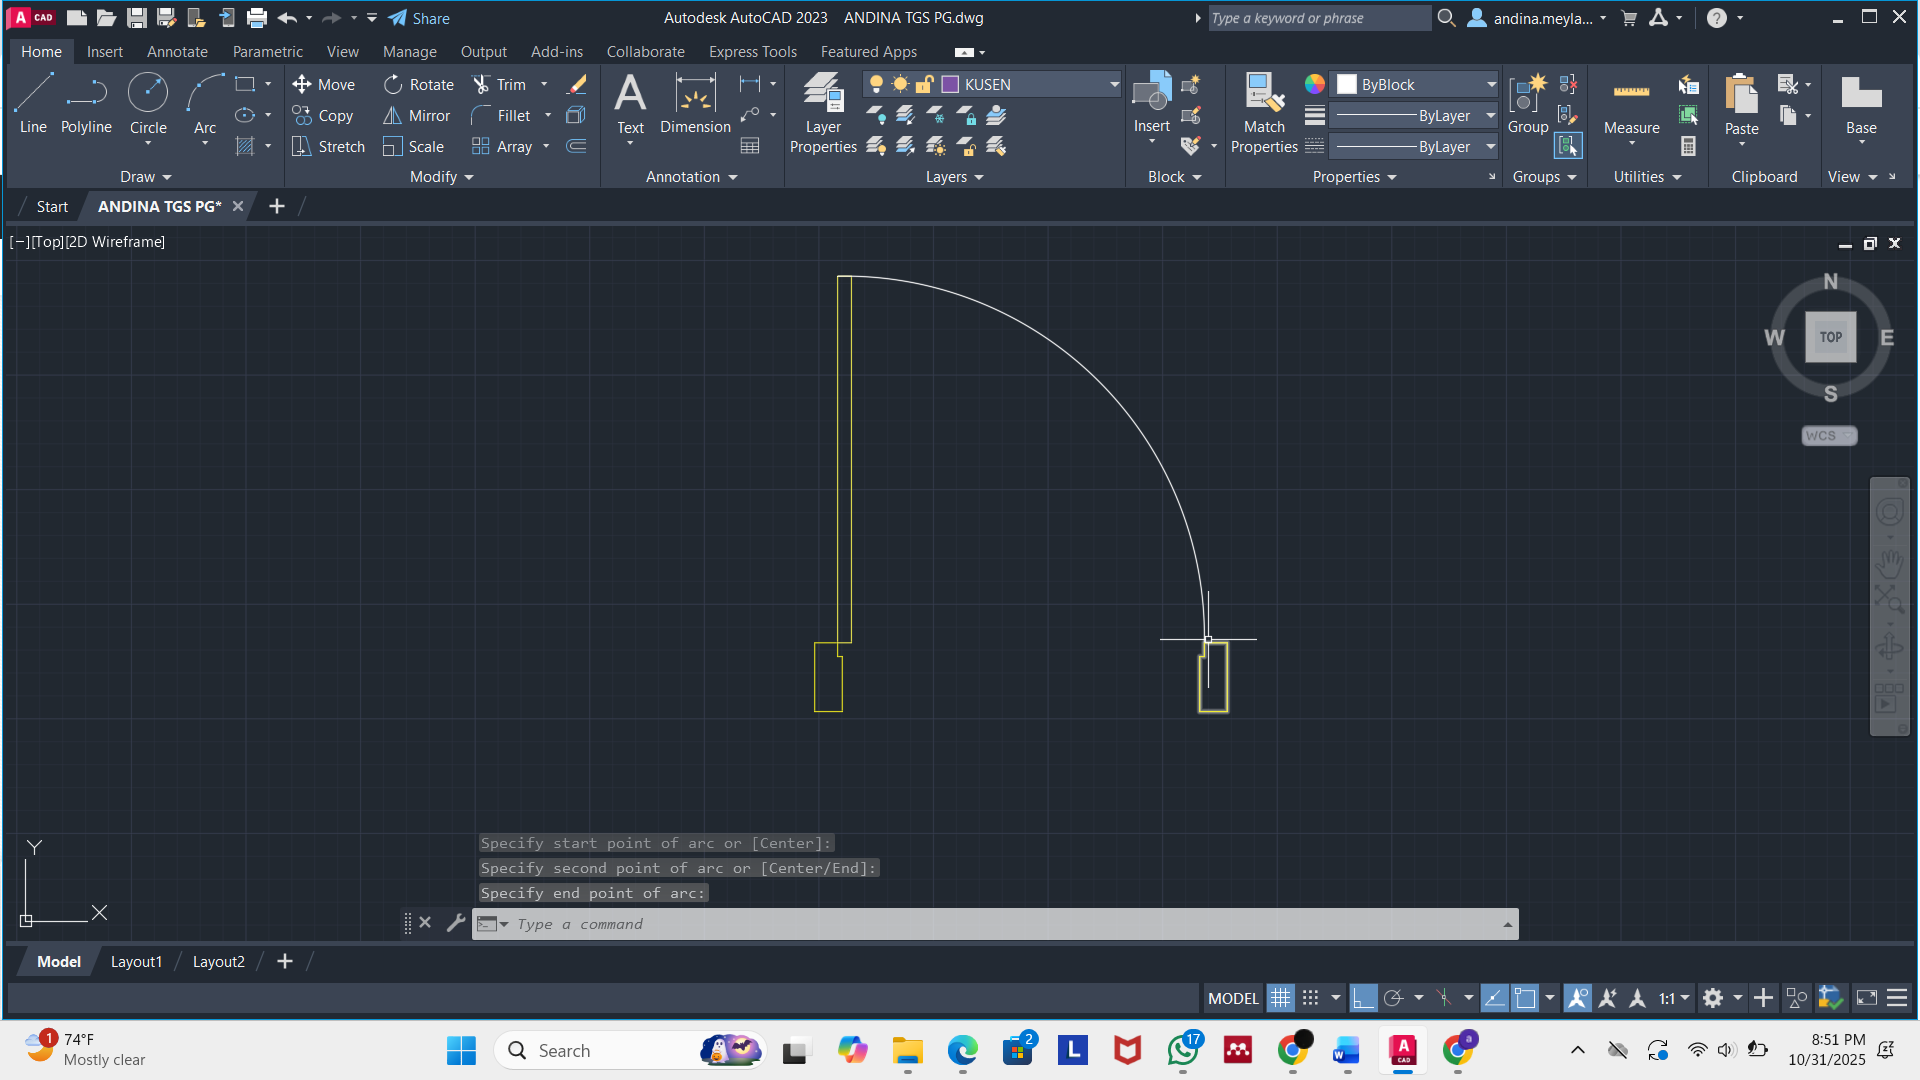 A CAD
Share
Autodesk AutoCAD 2023 ANDINA TGS PG.dwg
Type a keyword or phrase
andina.meyla...
Home Insert Annotate Parametric View Manage Output Add-ins Collaborate Express Tools Featured Apps
Line
Polyline
Circle
Arc
Move
Rotate
Trim
Copy
Mirror
Fillet
Stretch
Scale
Array
Text
Dimension
Layer
Properties
KUSEN
Insert
Match
Properties
ByBlock
ByLayer
ByLayer
Group
Measure
Paste
Base
Draw
Modify
Annotation
Layers
Block
Properties
Groups
Utilities
Clipboard
View
Start
ANDINA TGS PG*
[−][Top][2D Wireframe]
N
W
TOP
E
S
WCS
Specify start point of arc or [Center]:
Specify second point of arc or [Center/End]:
Specify end point of arc:
Type a command
Y
X
Model
Layout1
Layout2
MODEL
1:1
1
74°F
Mostly clear
Search
2
L
17
A
CAD
a
8:51 PM
10/31/2025